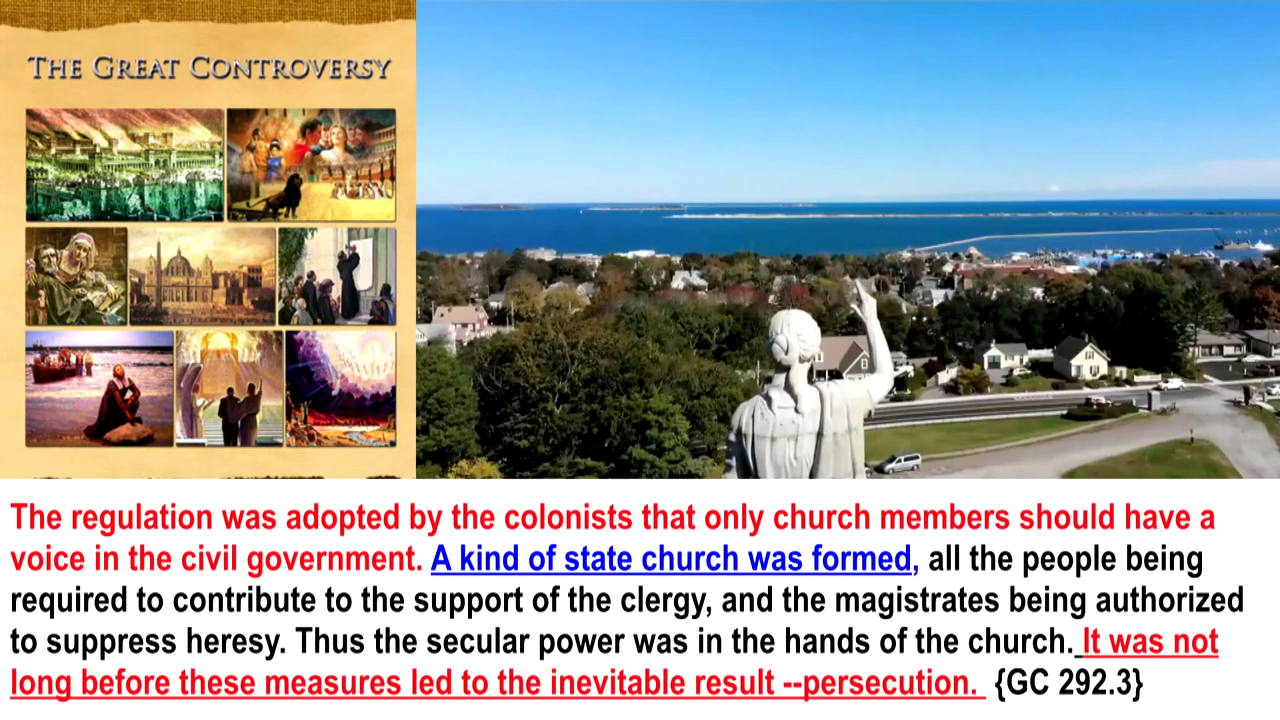 THE GREAT CONTROVERSY
The regulation was adopted by the colonists that only church members should have a
voice in the civil government. A kind of state church was formed, all the people being
required to contribute to the support of the clergy, and the magistrates being authorized
to suppress heresy. Thus the secular power was in the hands of the church. It was not
long before these measures led to the inevitable result --persecution. {GC 292.3}